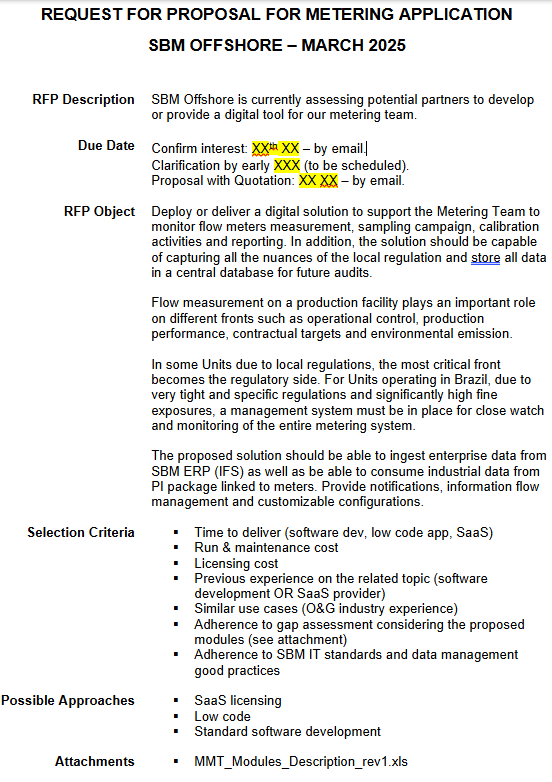 REQUEST FOR PROPOSAL FOR METERING APPLICATION
SBM OFFSHORE – MARCH 2025
RFP Description SBM Offshore is currently assessing potential partners to develop
or provide a digital tool for our metering team.
Due Date Confirm interest: XXth XX – by email.
Clarification by early XXX (to be scheduled).
Proposal with Quotation: XX XX – by email.
RFP Object Deploy or deliver a digital solution to support the Metering Team to
monitor flow meters measurement, sampling campaign, calibration
activities and reporting. In addition, the solution should be capable
of capturing all the nuances of the local regulation and store all data
in a central database for future audits.
Flow measurement on a production facility plays an important role
on different fronts such as operational control, production
performance, contractual targets and environmental emission.
In some Units due to local regulations, the most critical front
becomes the regulatory side. For Units operating in Brazil, due to
very tight and specific regulations and significantly high fine
exposures, a management system must be in place for close watch
and monitoring of the entire metering system.
The proposed solution should be able to ingest enterprise data from
SBM ERP (IFS) as well as be able to consume industrial data from
PI package linked to meters. Provide notifications, information flow
management and customizable configurations.
Selection Criteria ▪ Time to deliver (software dev, low code app, SaaS)
▪ Run & maintenance cost
▪ Licensing cost
▪ Previous experience on the related topic (software
development OR SaaS provider)
▪ Similar use cases (O&G industry experience)
▪ Adherence to gap assessment considering the proposed
modules (see attachment)
▪ Adherence to SBM IT standards and data management
good practices
Possible Approaches ▪ SaaS licensing
▪ Low code
▪ Standard software development
Attachments ▪ MMT_Modules_Description_rev1.xls